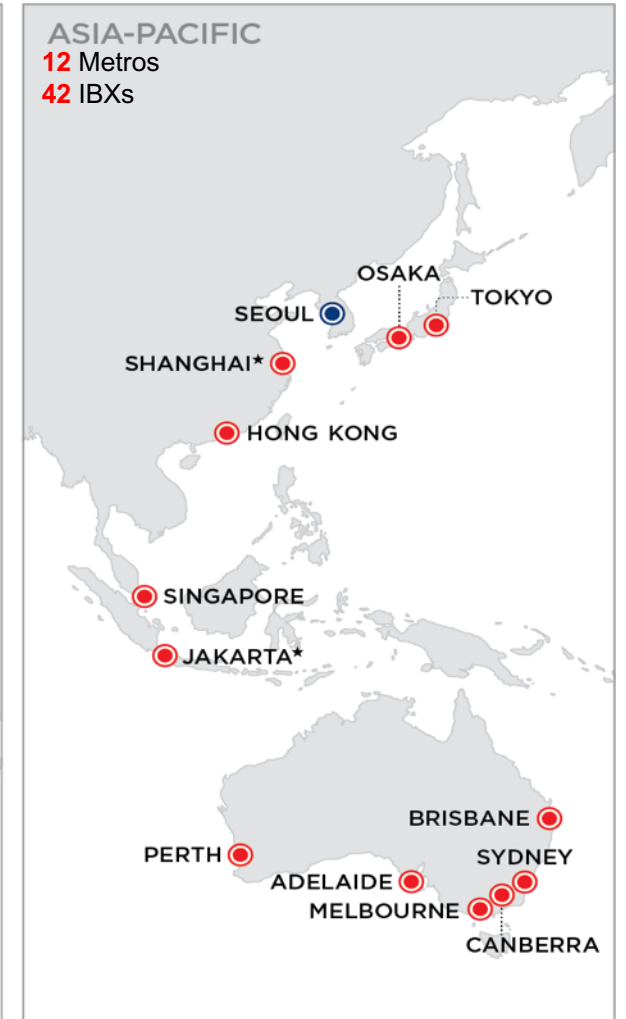 ASIA-PACIFIC
12 Metros
42 IBXs
OSAKA
TOKYO
SEOUL
SHANGHAI★
HONG KONG
SINGAPORE
JAKARTA★
BRISBANE
PERTH
SYDNEY
ADELAIDE
MELBOURNE
CANBERRA